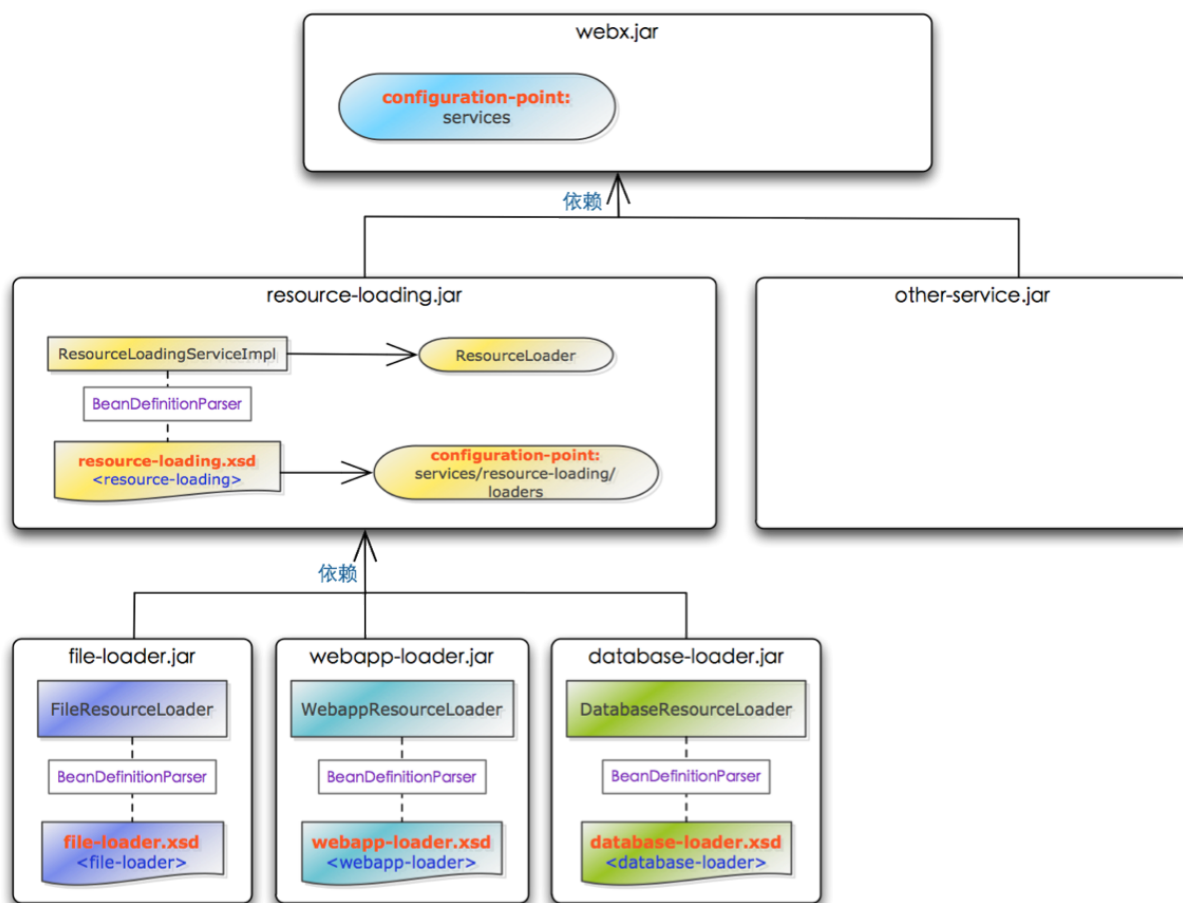 webx.jar
configuration-point:
services
依赖
resource-loading.jar
other-service.jar
ResourceLoadingServiceImpl
ResourceLoader
BeanDefinitionParser
resource-loading.xsd
<resource-loading>
configuration-point:
services/resource-loading/
loaders
依赖
file-loader.jar
webapp-loader.jar
database-loader.jar
FileResourceLoader
WebappResourceLoader
DatabaseResourceLoader
BeanDefinitionParser
BeanDefinitionParser
BeanDefinitionParser
file-loader.xsd
<file-loader>
webapp-loader.xsd
<webapp-loader>
database-loader.xsd
<database-loader>